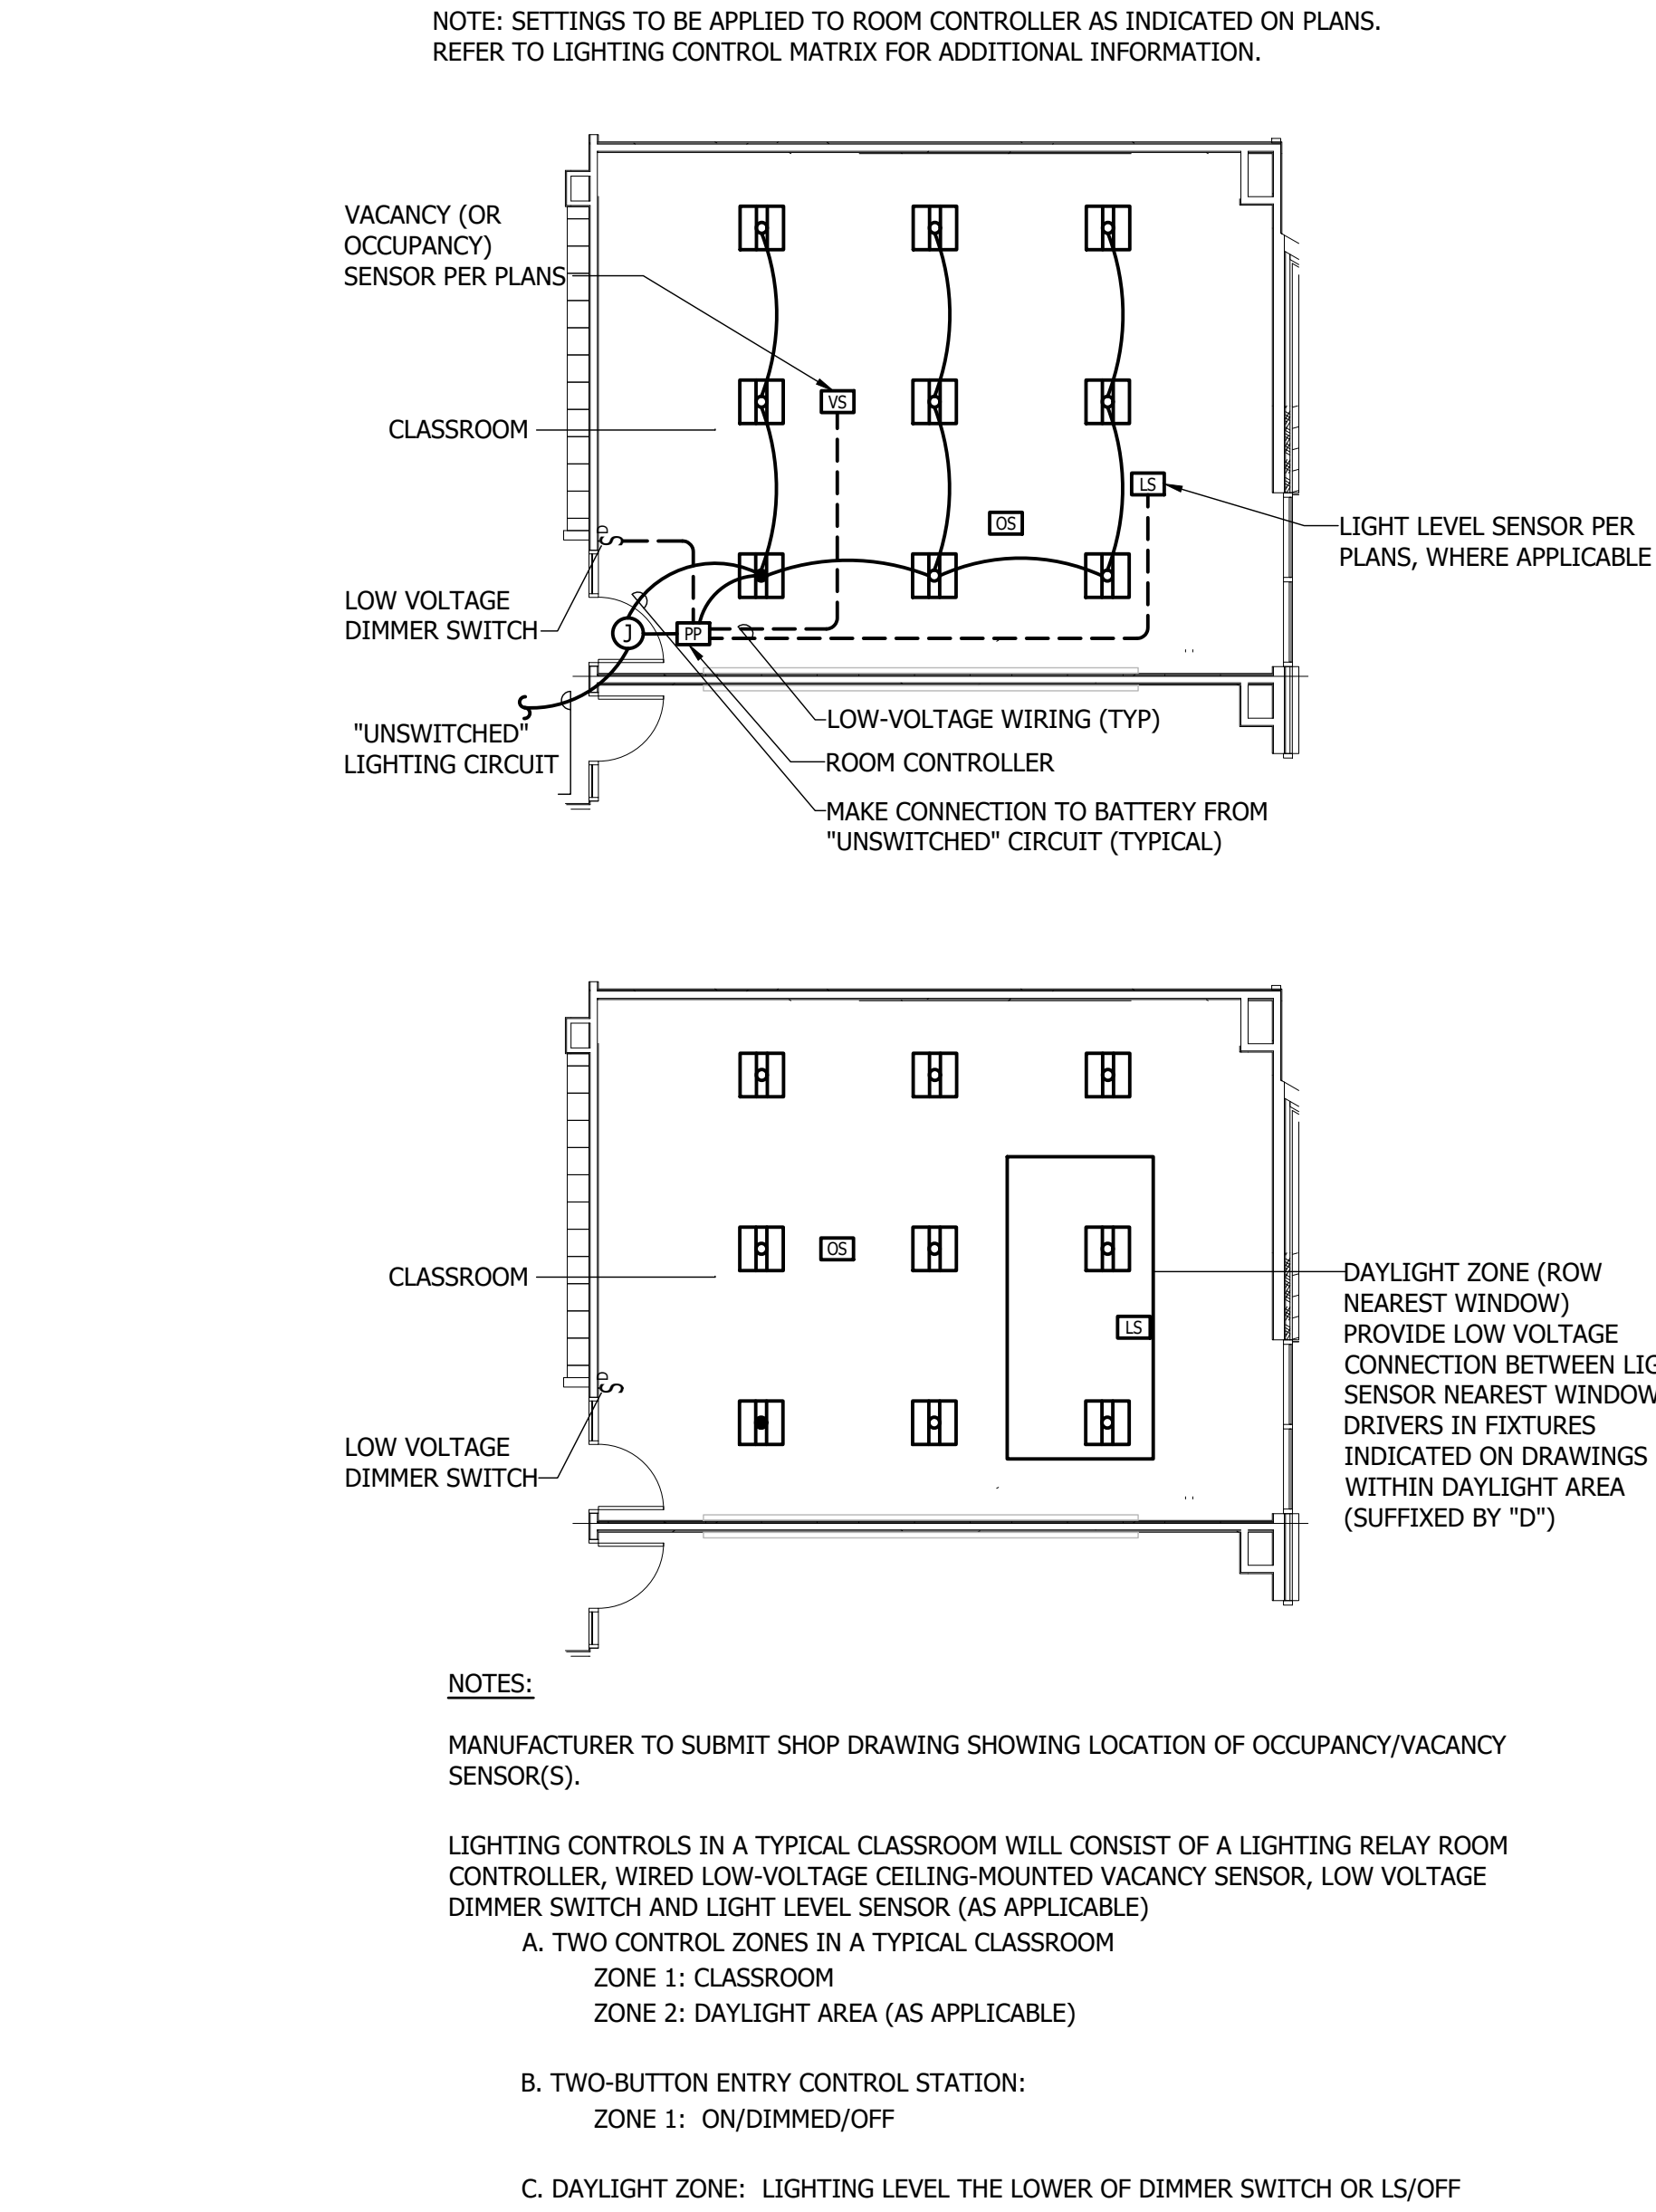 NOTE: SETTINGS TO BE APPLIED TO ROOM CONTROLLER AS INDICATED ON PLANS.
REFER TO LIGHTING CONTROL MATRIX FOR ADDITIONAL INFORMATION.
VACANCY (OR
OCCUPANCY)
SENSOR PER PLANS
VS
CLASSROOM
LS
OS
LIGHT LEVEL SENSOR PER
PLANS, WHERE APPLICABLE
D
S
LOW VOLTAGE
DIMMER SWITCH
J
PP
"UNSWITCHED"
LIGHTING CIRCUIT
LOW-VOLTAGE WIRING (TYP)
ROOM CONTROLLER
MAKE CONNECTION TO BATTERY FROM
"UNSWITCHED" CIRCUIT (TYPICAL)
OS
CLASSROOM
LS
DAYLIGHT ZONE (ROW
NEAREST WINDOW)
PROVIDE LOW VOLTAGE
CONNECTION BETWEEN
SENSOR NEAREST WINDOW
DRIVERS IN FIXTURES
INDICATED ON DRAWINGS
WITHIN DAYLIGHT AREA
(SUFFIXED BY "D")
D
S
LOW VOLTAGE
DIMMER SWITCH
NOTES:
MANUFACTURER TO SUBMIT SHOP DRAWING SHOWING LOCATION OF OCCUPANCY/VACANCY
SENSOR(S).
LIGHTING CONTROLS IN A TYPICAL CLASSROOM WILL CONSIST OF A LIGHTING RELAY ROOM
CONTROLLER, WIRED LOW-VOLTAGE CEILING-MOUNTED VACANCY SENSOR, LOW VOLTAGE
DIMMER SWITCH AND LIGHT LEVEL SENSOR (AS APPLICABLE)
A. TWO CONTROL ZONES IN A TYPICAL CLASSROOM
ZONE 1: CLASSROOM
ZONE 2: DAYLIGHT AREA (AS APPLICABLE)
B. TWO-BUTTON ENTRY CONTROL STATION:
ZONE 1: ON/DIMMED/OFF
C. DAYLIGHT ZONE: LIGHTING LEVEL THE LOWER OF DIMMER SWITCH OR LS/OFF